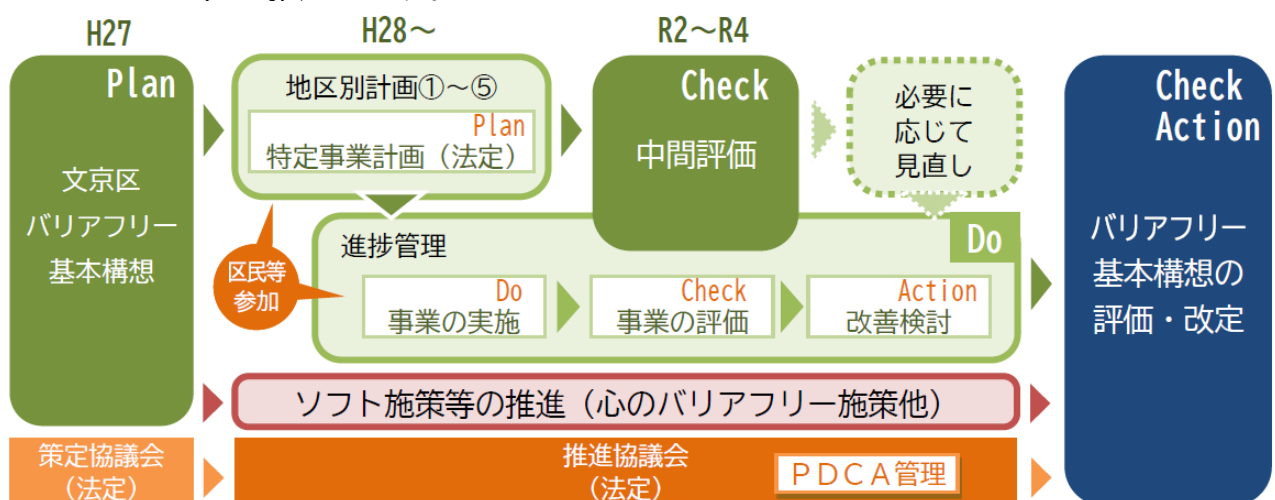 H27
H28～
R2～R4
Plan
文京区
バリアフリー
基本構想
地区別計画①～⑤
Plan
特定事業計画（法定）
Check
中間評価
必要に
応じて
見直し
Check
Action
バリアフリー
基本構想の
評価・改定
区民等
参加
進捗管理
Do
Do
事業の実施
Check
事業の評価
Action
改善検討
ソフト施策等の推進（心のバリアフリー施策他）
策定協議会
（法定）
推進協議会
（法定）
ＰＤＣＡ管理